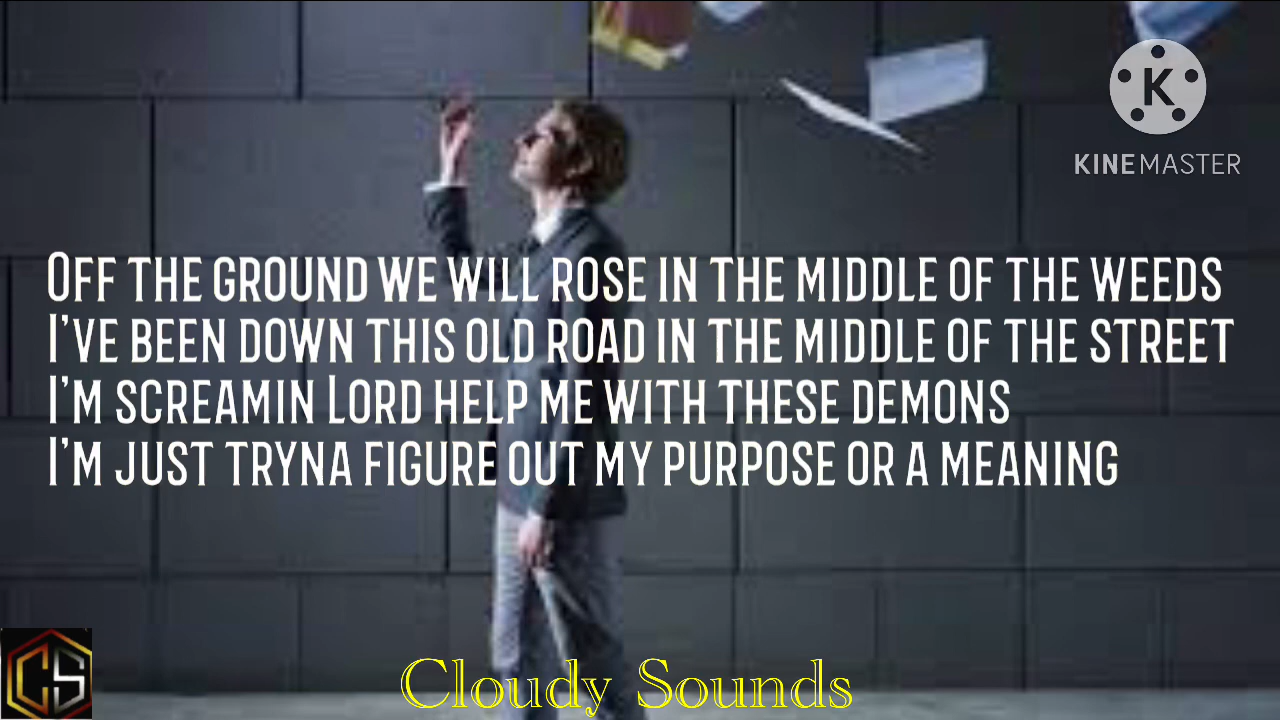 K
KINEMASTER
OFF THE GROUND WE WILL ROSE IN THE MIDDLE OF THE WEEDS
I'VE BEEN DOWN THIS OLD ROAD IN THE MIDDLE OF THE STREET
I'M SCREAMIN LORD HELP ME WITH THESE DEMONS
I'M JUST TRYNA FIGURE OUT MY PURPOSE OR A MEANING
CS
Cloudy Sounds